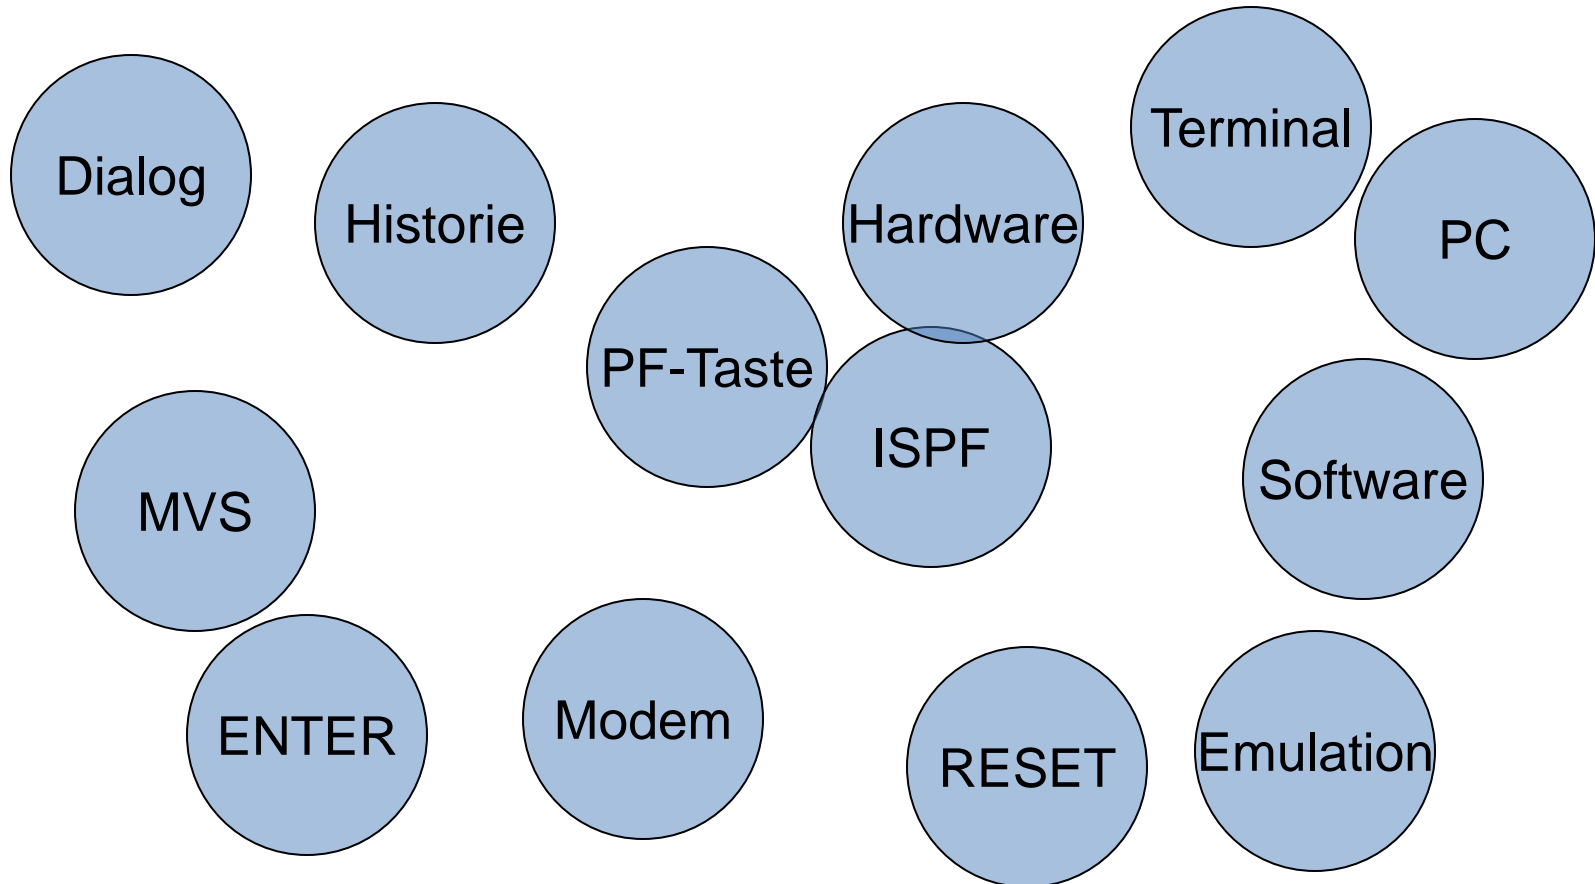 Terminal
Dialog
Historie
Hardware
PC
PF-Taste
ISPF
Software
MVS
Modem
ENTER
RESET
Emulation